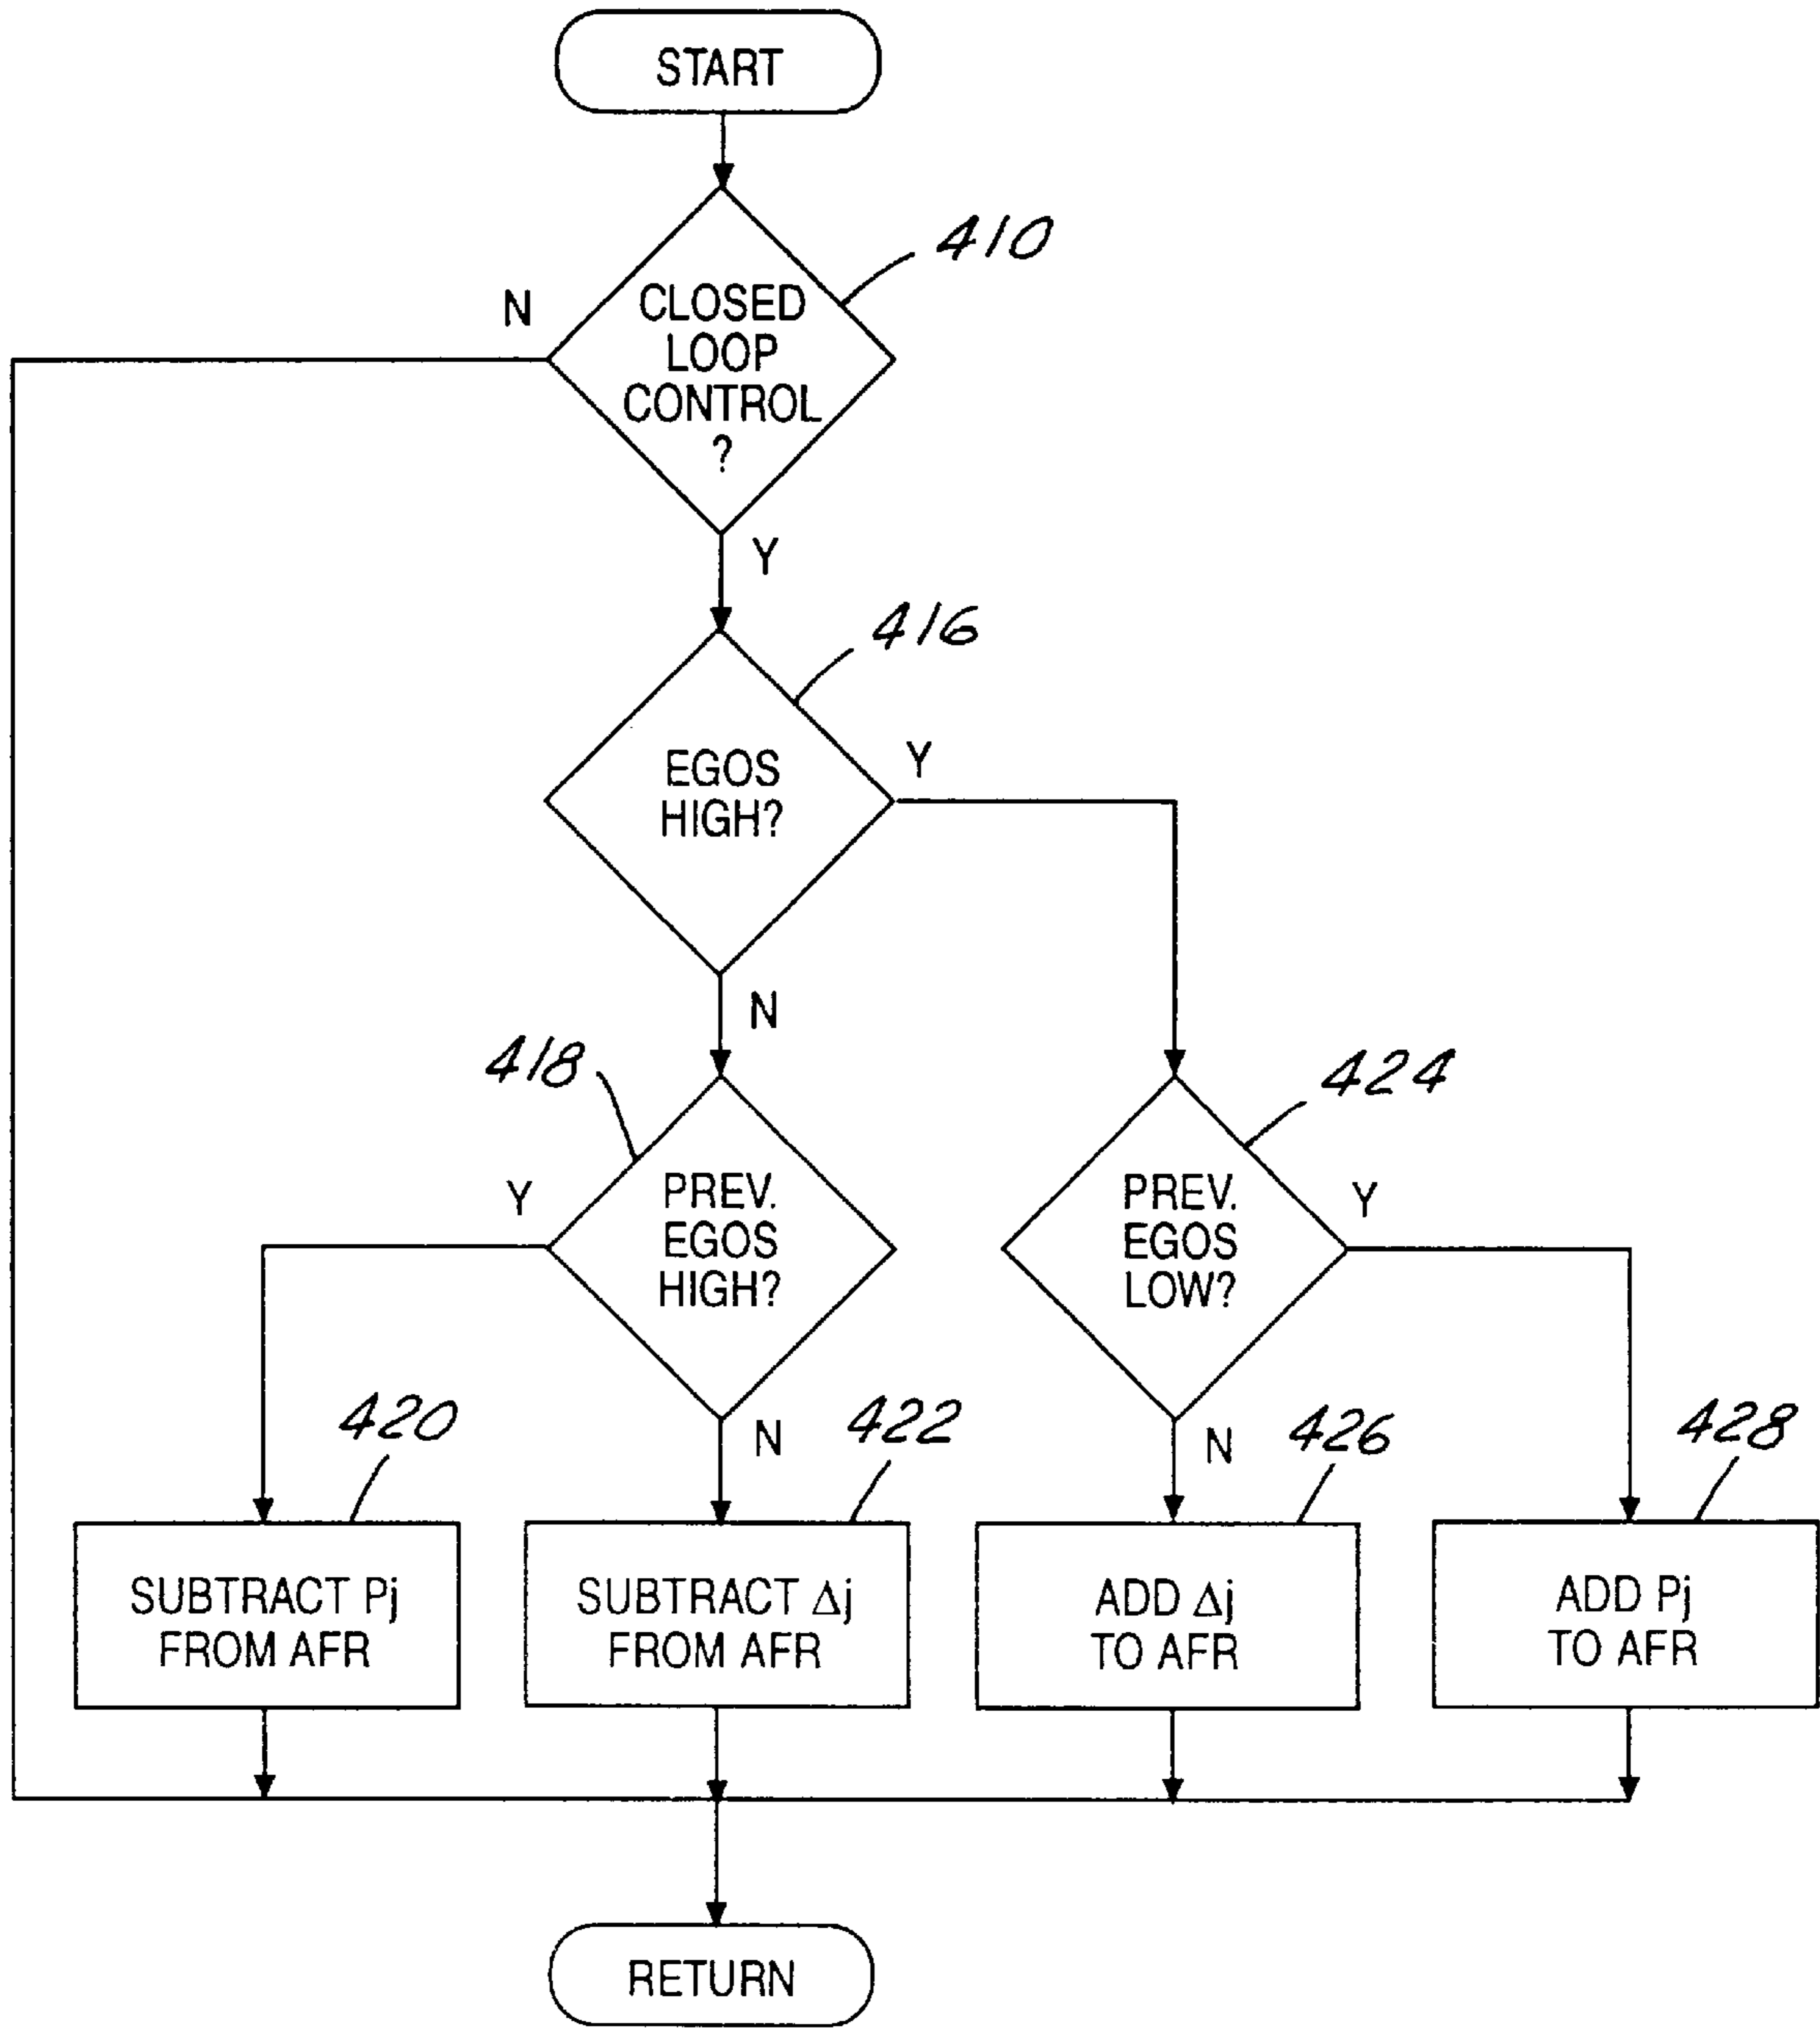 START
410
N
CLOSED
LOOP
CONTROL
?
Y
416
EGOS
HIGH?
Y
N
418
424
Y
PREV.
EGOS
HIGH?
PREV.
EGOS
LOW?
Y
420
N
422
N
426
428
SUBTRACT Pj
FROM AFR
SUBTRACT Δj
FROM AFR
ADD Δj
TO AFR
ADD Pj
TO AFR
RETURN